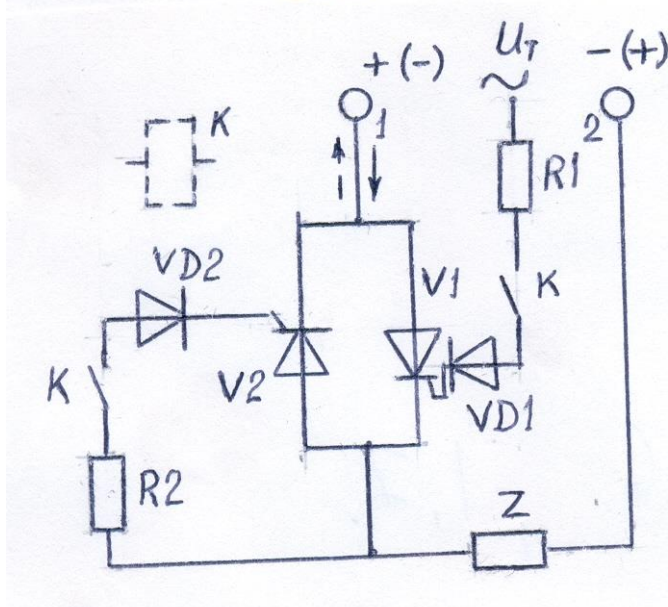 U_T
+ (-)
- (+)
~
K
1
2
R1
VD2
V1
K
K
V2
VD1
R2
Z